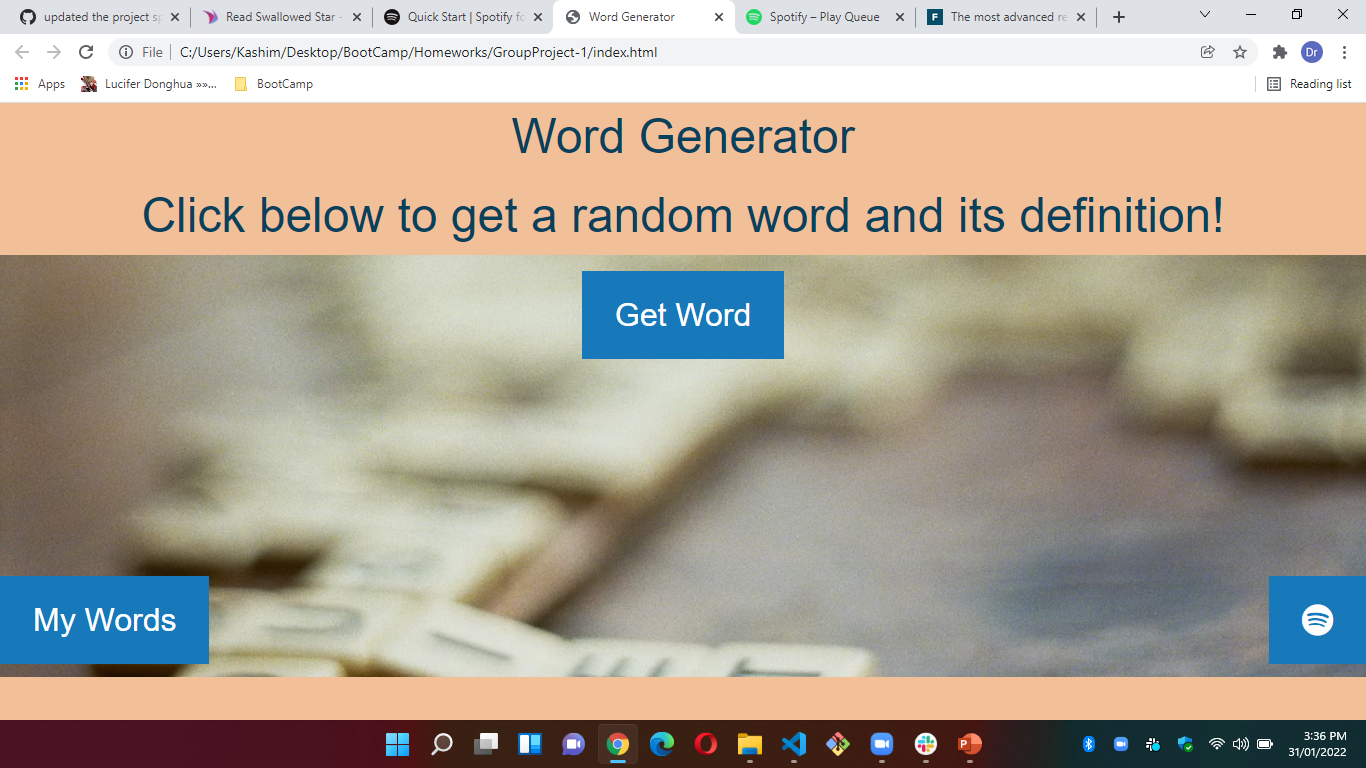 updated the project sp
Read Swallowed Star -
Quick Start | Spotify fo
Word Generator
Spotify – Play Queue
The most advanced re
File
C:/Users/Kashim/Desktop/BootCamp/Homeworks/GroupProject-1/index.html
Dr
Apps
Lucifer Donghua »»...
BootCamp
Reading list
Word Generator
Click below to get a random word and its definition!
Get Word
My Words
3:36 PM
31/01/2022